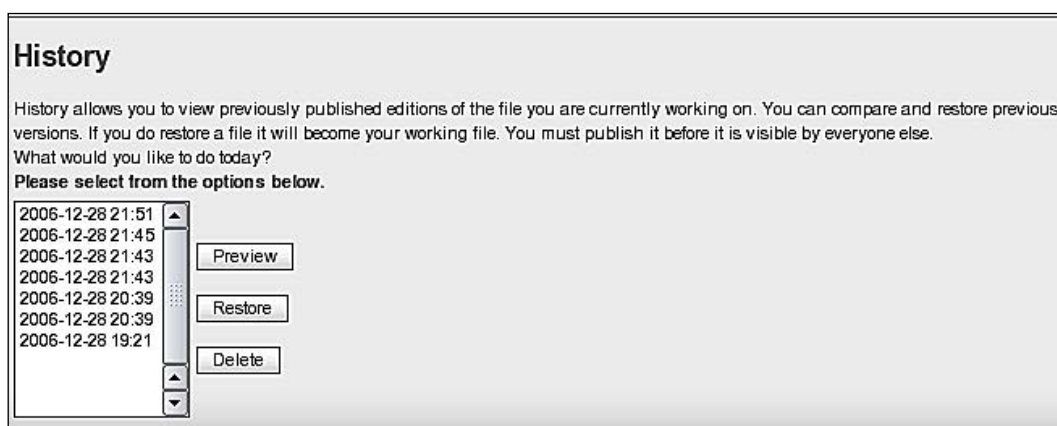 History
History allows you to view previously published editions of the file you are currently working on. You can compare and restore previous
versions. If you do restore a file it will become your working file. You must publish it before it is visible by everyone else.
What would you like to do today?
Please select from the options below.
2006-12-28 21:51
2006-12-28 21:45
2006-12-28 21:43
2006-12-28 21:43
2006-12-28 20:39
2006-12-28 20:39
2006-12-28 19:21
Preview
Restore
Delete